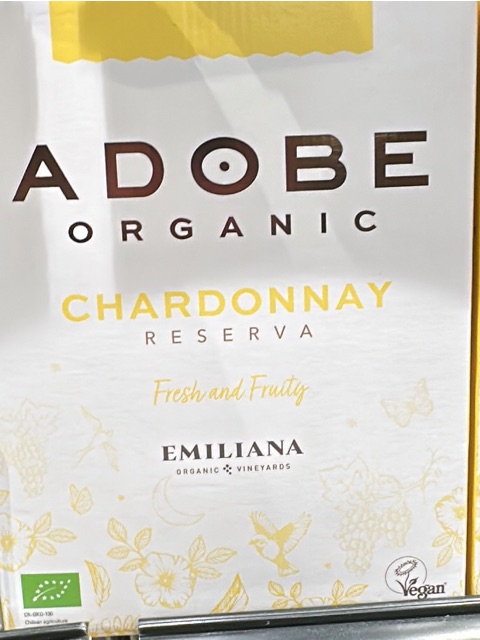 ADOBE
ORGANIC
CHARDONNAY
RESERVA
Fresh and Fruity
EMILIANA
ORGANIC VINEYARDS
Vegan